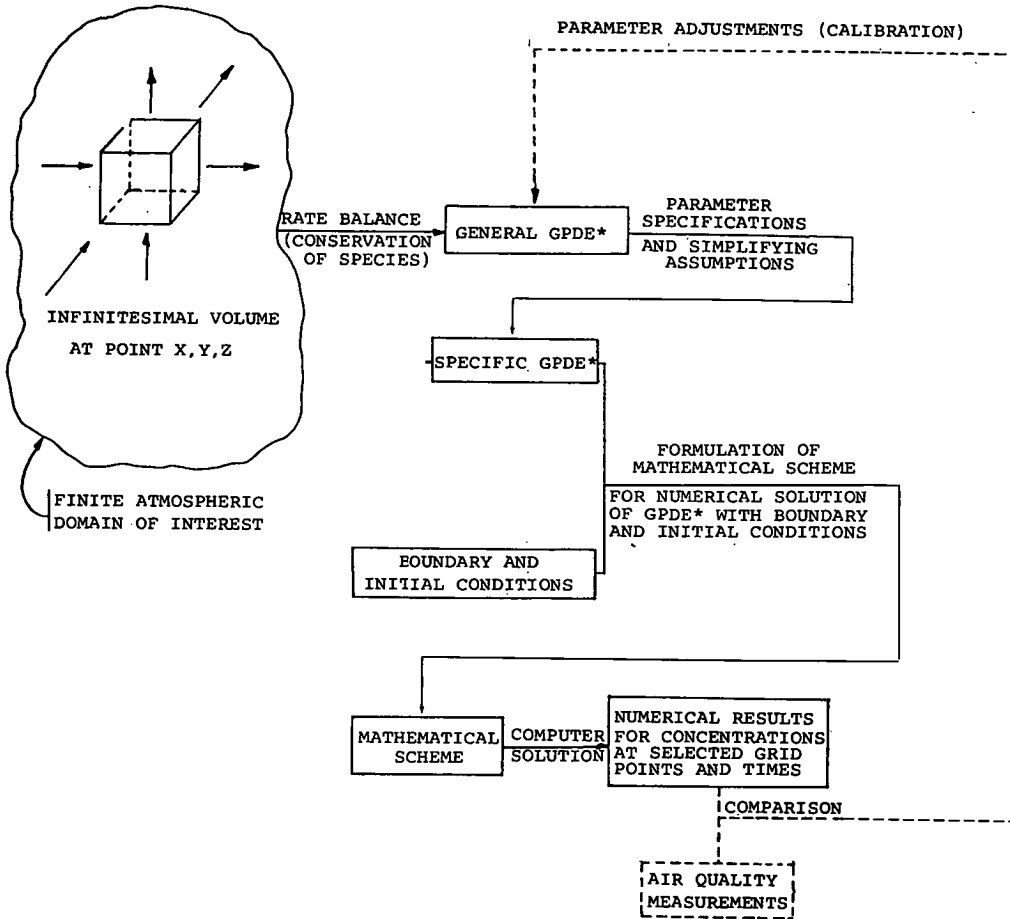 PARAMETER ADJUSTMENTS (CALIBRATION)
RATE BALANCE
(CONSERVATION
OF SPECIES)
GENERAL GPDE*
PARAMETER
SPECIFICATIONS
AND SIMPLIFYING
ASSUMPTIONS
INFINITESIMAL VOLUME
AT POINT X,Y,Z
SPECIFIC GPDE*
FINITE ATMOSPHERIC
DOMAIN OF INTEREST
FORMULATION OF
MATHEMATICAL SCHEME
FOR NUMERICAL SOLUTION
OF GPDE* WITH BOUNDARY
AND INITIAL CONDITIONS
BOUNDARY AND
INITIAL CONDITIONS
MATHEMATICAL
SCHEME
COMPUTER
SOLUTION
NUMERICAL RESULTS
FOR CONCENTRATIONS
AT SELECTED GRID
POINTS AND TIMES
COMPARISON
AIR QUALITY
MEASUREMENTS